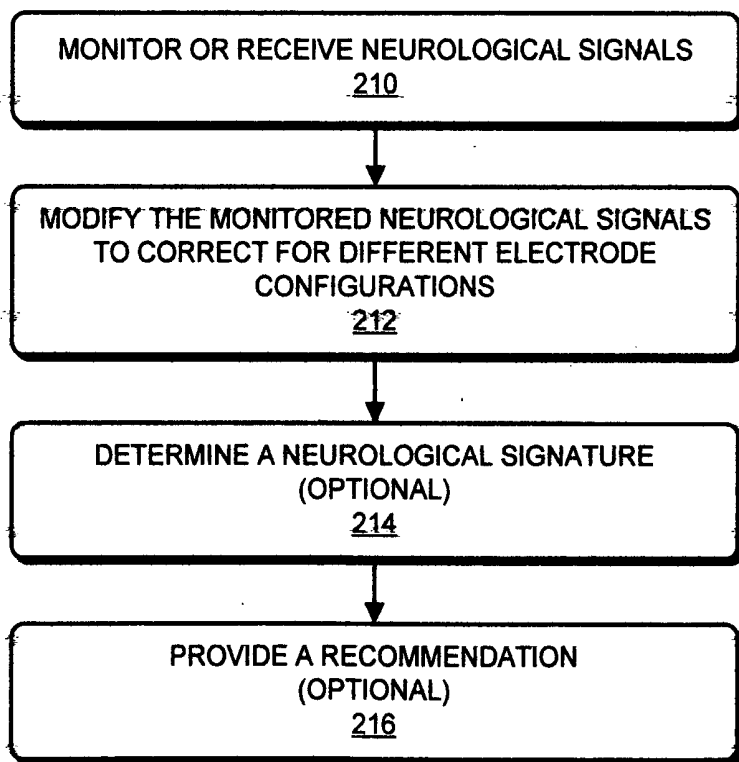 MONITOR OR RECEIVE NEUROLOGICAL SIGNALS
210
MODIFY THE MONITORED NEUROLOGICAL SIGNALS
TO CORRECT FOR DIFFERENT ELECTRODE
CONFIGURATIONS
212
DETERMINE A NEUROLOGICAL SIGNATURE
(OPTIONAL)
214
PROVIDE A RECOMMENDATION
(OPTIONAL)
216